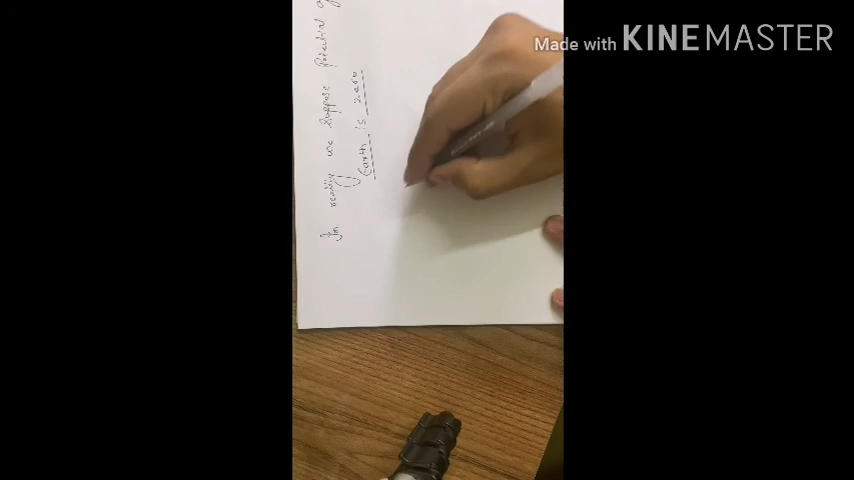 In reality we suppose Potential of
Earth is zero
Made with KINEMASTER